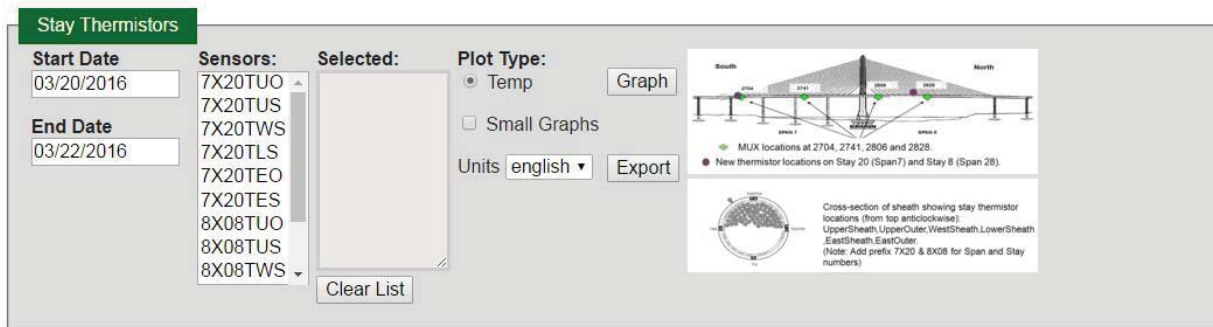 Stay Thermistors
Start Date
03/20/2016
End Date
03/22/2016
Sensors:
7X20TUO
7X20TUS
7X20TWS
7X20TLS
7X20TEO
7X20TES
8X08TUO
8X08TUS
8X08TWS
Selected:
Clear List
Plot Type:
Temp
Small Graphs
Units english
Graph
Export
South
North
2704
2741
2806
2828
SPAN 7
SPAN 8
MUX locations at 2704, 2741, 2806 and 2828.
New thermistor locations on Stay 20 (Span7) and Stay 8 (Span 28).
Cross-section of sheath showing stay thermistor
locations (from top anticlockwise):
UpperSheath,UpperOuter,WestSheath,LowerSheath
,EastSheath,EastOuter.
(Note: Add prefix 7X20 & 8X08 for Span and Stay
numbers)